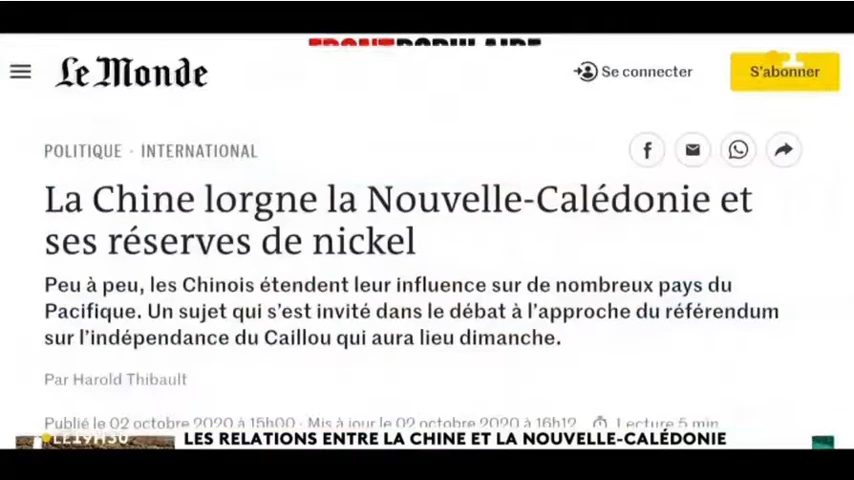 FRONTPOPULAIRE
Le Monde
Se connecter
S'abonner
POLITIQUE · INTERNATIONAL
La Chine lorgne la Nouvelle-Calédonie et
ses réserves de nickel
Peu à peu, les Chinois étendent leur influence sur de nombreux pays du
Pacifique. Un sujet qui s'est invité dans le débat à l'approche du référendum
sur l'indépendance du Caillou qui aura lieu dimanche.
Par Harold Thibault
Publié le 02 octobre 2020 à 15h00 · Mis à jour le 02 octobre 2020 à 16h12 Lecture 5 min
LE19H30
LES RELATIONS ENTRE LA CHINE ET LA NOUVELLE-CALÉDONIE